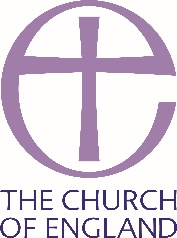 THE CHURCH
OF ENGLAND